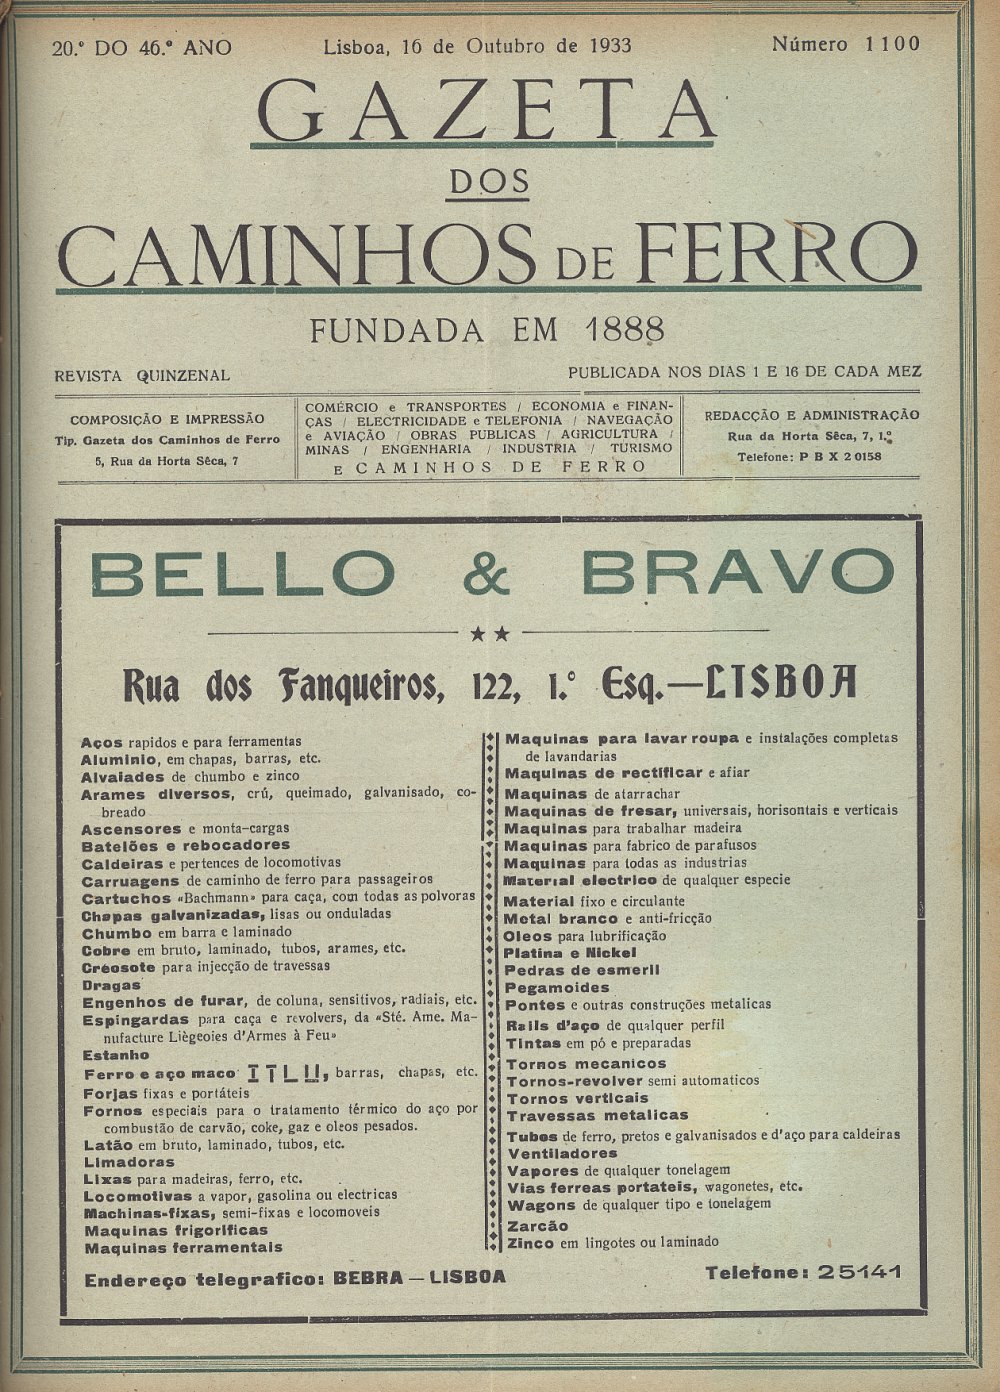 20.º DO 46.º ANO
Lisboa, 16 de Outubro de 1933
Número 1100
GAZETA
DOS
CAMINHOS DE FERRO
FUNDADA EM 1888
REVISTA QUINZENAL
PUBLICADA NOS DIAS 1 E 16 DE CADA MEZ
COMPOSIÇÃO E IMPRESSÃO
Tip. Gazeta dos Caminhos de Ferro
5, Rua da Horta Sêca, 7
COMÉRCIO e TRANSPORTES / ECONOMIA e FINAN-
ÇAS / ELECTRICIDADE e TELEFONIA / NAVEGAÇÃO
e AVIAÇÃO / OBRAS PUBLICAS / AGRICULTURA /
MINAS / ENGENHARIA / INDUSTRIA / TURISMO
E CAMINHOS DE FERRO
REDACÇÃO E ADMINISTRAÇÃO
Rua da Horta Sêca, 7, 1.º
Telefone: P B X 2 0158
BELLO & BRAVO
★★
Rua dos Fanqueiros, 122, 1.º Esq.—LISBOA
Aços rapidos e para ferramentas
Aluminio, em chapas, barras, etc.
Alvaiades de chumbo e zinco
Arames diversos, crú, queimado, galvanisado, co-
breado
Ascensores e monta-cargas
Batelões e rebocadores
Caldeiras e pertences de locomotivas
Carruagens de caminho de ferro para passageiros
Cartuchos «Bachmann» para caça, com todas as polvoras
Chapas galvanizadas, lisas ou onduladas
Chumbo em barra e laminado
Cobre em bruto, laminado, tubos, arames, etc.
Créosote para injecção de travessas
Dragas
Engenhos de furar, de coluna, sensitivos, radiais, etc.
Espingardas para caça e revolvers, da «Sté. Ame. Ma-
nufacture Liègeoies d'Armes à Feu»
Estanho
Ferro e aço maco I T L U, barras, chapas, etc.
Forjas fixas e portáteis
Fornos especiais para o tratamento térmico do aço por
combustão de carvão, coke, gaz e oleos pesados.
Latão em bruto, laminado, tubos, etc.
Limadoras
Lixas para madeiras, ferro, etc.
Locomotivas a vapor, gasolina ou electricas
Machinas-fixas, semi-fixas e locomoveis
Maquinas frigorificas
Maquinas ferramentais
Maquinas para lavar roupa e instalações completas
de lavandarias
Maquinas de rectificar e afiar
Maquinas de atarrachar
Maquinas de fresar, universais, horisontais e verticais
Maquinas para trabalhar madeira
Maquinas para fabrico de parafusos
Maquinas para todas as industrias
Material electrico de qualquer especie
Material fixo e circulante
Metal branco e anti-fricção
Oleos para lubrificação
Platina e Nickel
Pedras de esmeril
Pegamoides
Pontes e outras construções metalicas
Rails d'aço de qualquer perfil
Tintas em pó e preparadas
Tornos mecanicos
Tornos-revolver semi automaticos
Tornos verticais
Travessas metalicas
Tubos de ferro, pretos e galvanisados e d'aço para caldeiras
Ventiladores
Vapores de qualquer tonelagem
Vias ferreas portateis, wagonetes, etc.
Wagons de qualquer tipo e tonelagem
Zarcão
Zinco em lingotes ou laminado
Endereço telegrafico: BEBRA — LISBOA
Telefone: 25141